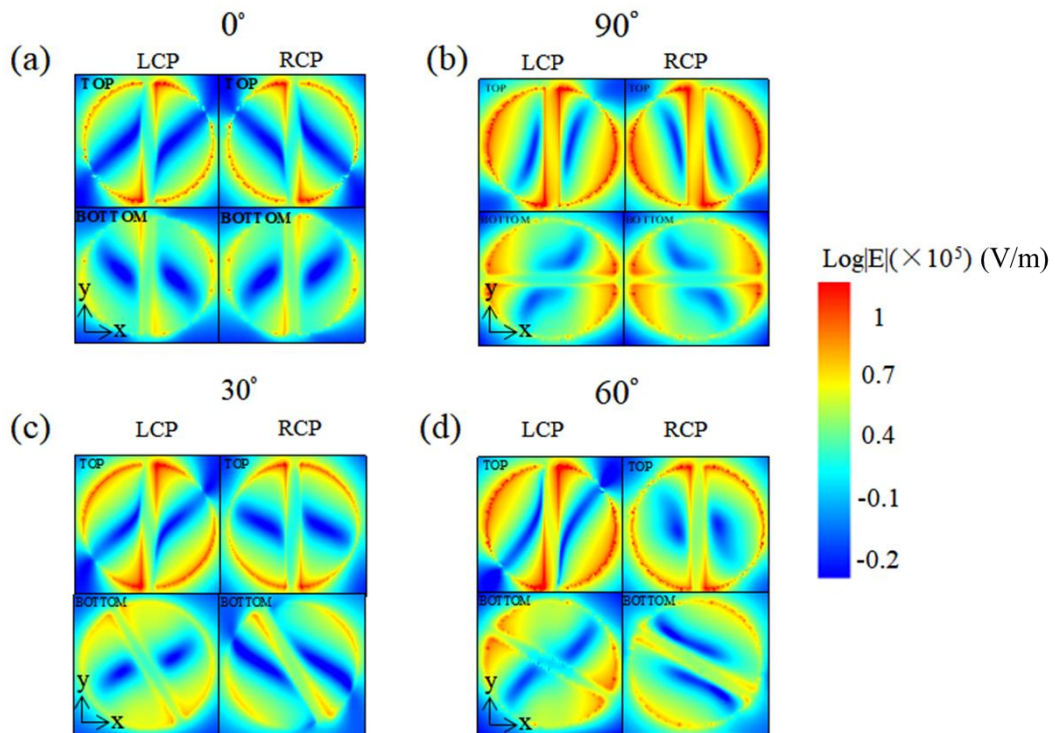 0°
90°
(a)
LCP
RCP
(b)
LCP
RCP
TOP
TOP
TOP
TOP
BOTTOM
BOTTOM
BOTTOM
BOTTOM
y
x
y
x
Log|E|(×10⁵) (V/m)
1
0.7
0.4
-0.1
-0.2
30°
60°
(c)
LCP
RCP
(d)
LCP
RCP
TOP
TOP
TOP
TOP
BOTTOM
BOTTOM
BOTTOM
BOTTOM
y
x
y
x